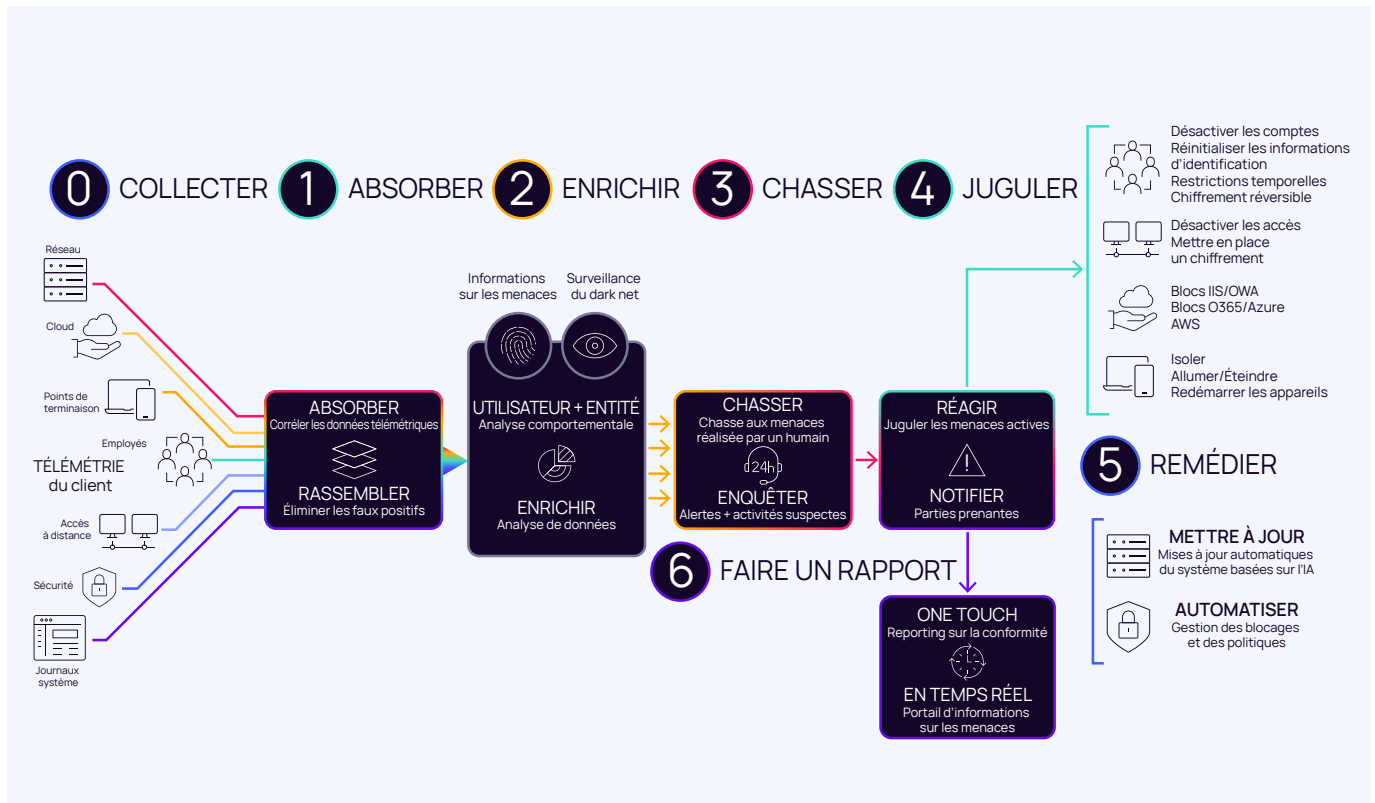 0 COLLECTER
1 ABSORBER
2 ENRICHIR
3 CHASSER
4 JUGULER
Réseau
Cloud
Points de
terminaison
Employés
TÉLÉMÉTRIE
du client
Accès
à distance
Sécurité
Journaux
système
ABSORBER
Corréler les données télémétriques
RASSEMBLER
Éliminer les faux positifs
Informations
sur les menaces
Surveillance
du dark net
UTILISATEUR + ENTITÉ
Analyse comportementale
ENRICHIR
Analyse de données
CHASSER
Chasse aux menaces
réalisée par un humain
24h
ENQUÊTER
Alertes + activités suspectes
RÉAGIR
Juguler les menaces actives
NOTIFIER
Parties prenantes
Désactiver les comptes
Réinitialiser les informations
d'identification
Restrictions temporelles
Chiffrement réversible
Désactiver les accès
Mettre en place
un chiffrement
Blocs IIS/OWA
Blocs O365/Azure
AWS
Isoler
Allumer/Éteindre
Redémarrer les appareils
5 REMÉDIER
METTRE À JOUR
Mises à jour automatiques
du système basées sur l'IA
AUTOMATISER
Gestion des blocages
et des politiques
6 FAIRE UN RAPPORT
ONE TOUCH
Reporting sur la conformité
EN TEMPS RÉEL
Portail d'informations
sur les menaces